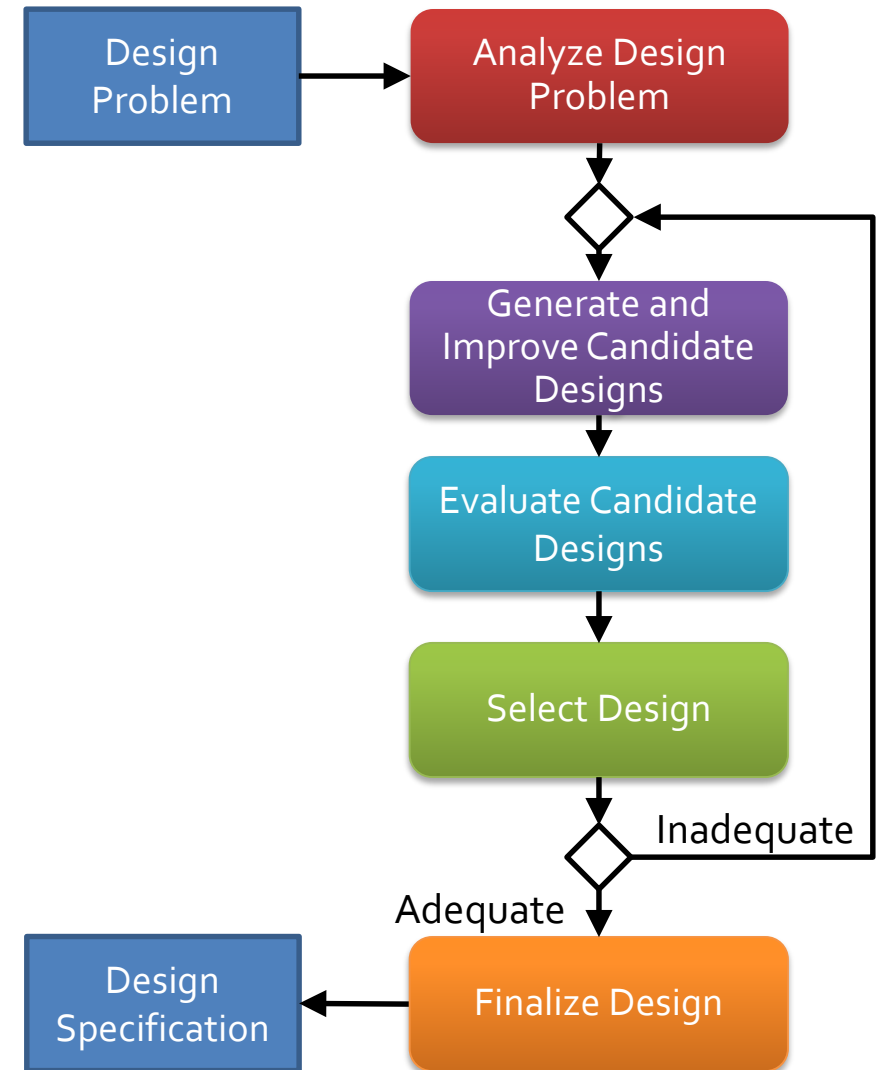 Design
Problem
Analyze Design
Problem
Generate and
Improve Candidate
Designs
Evaluate Candidate
Designs
Select Design
Inadequate
Adequate
Design
Specification
Finalize Design